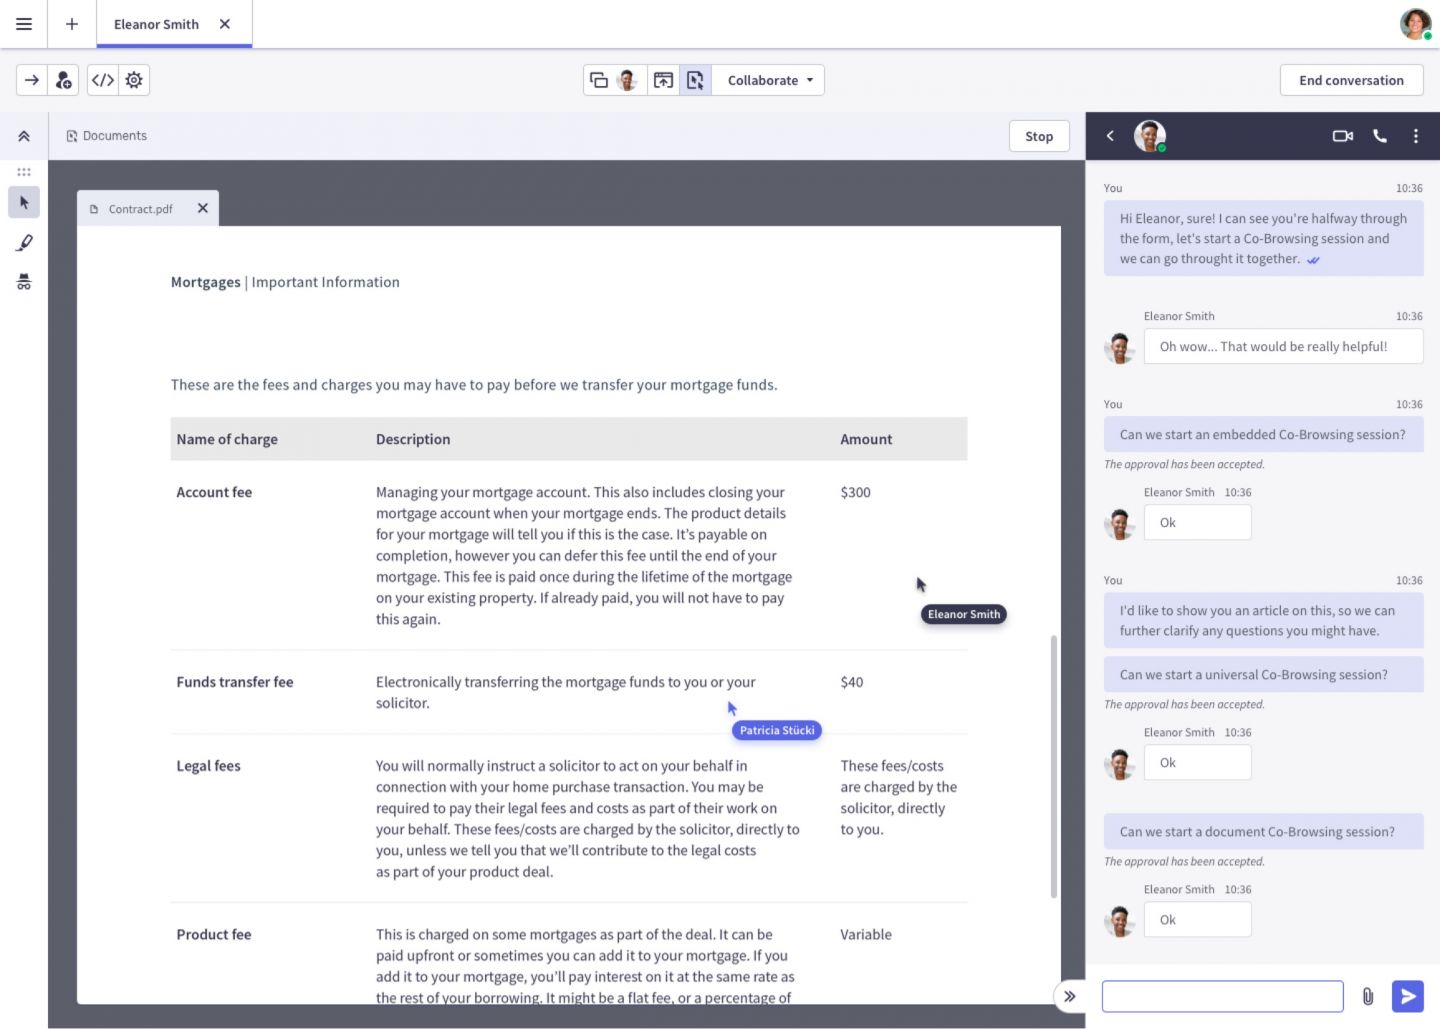 Eleanor Smith
Collaborate
End conversation
Documents
Stop
Contract.pdf
Mortgages | Important Information
These are the fees and charges you may have to pay before we transfer your mortgage funds.
Name of charge Description Amount
Account fee
Managing your mortgage account. This also includes closing your
mortgage account when your mortgage ends. The product details
for your mortgage will tell you if this is the case. It’s payable on
completion, however you can defer this fee until the end of your
mortgage. This fee is paid once during the lifetime of the mortgage
on your existing property. If already paid, you will not have to pay
this again.
$300
Eleanor Smith
Funds transfer fee
Electronically transferring the mortgage funds to you or your
solicitor.
$40
Patricia Stücki
Legal fees
You will normally instruct a solicitor to act on your behalf in
connection with your home purchase transaction. You may be
required to pay their legal fees and costs as part of their work on
your behalf. These fees/costs are charged by the solicitor, directly to
you, unless we tell you that we’ll contribute to the legal costs
as part of your product deal.
These fees/costs
are charged by the
solicitor, directly
to you.
Product fee
This is charged on some mortgages as part of the deal. It can be
paid upfront or sometimes you can add it to your mortgage. If you
add it to your mortgage, you’ll pay interest on it at the same rate as
the rest of your borrowing. It might be a flat fee, or a percentage of
Variable
You 10:36
Hi Eleanor, sure! I can see you're halfway through
the form, let's start a Co-Browsing session and
we can go throught it together.
Eleanor Smith 10:36
Oh wow... That would be really helpful!
You 10:36
Can we start an embedded Co-Browsing session?
The approval has been accepted.
Eleanor Smith 10:36
Ok
You 10:36
I'd like to show you an article on this, so we can
further clarify any questions you might have.
Can we start a universal Co-Browsing session?
The approval has been accepted.
Eleanor Smith 10:36
Ok
Can we start a document Co-Browsing session?
The approval has been accepted.
Eleanor Smith 10:36
Ok